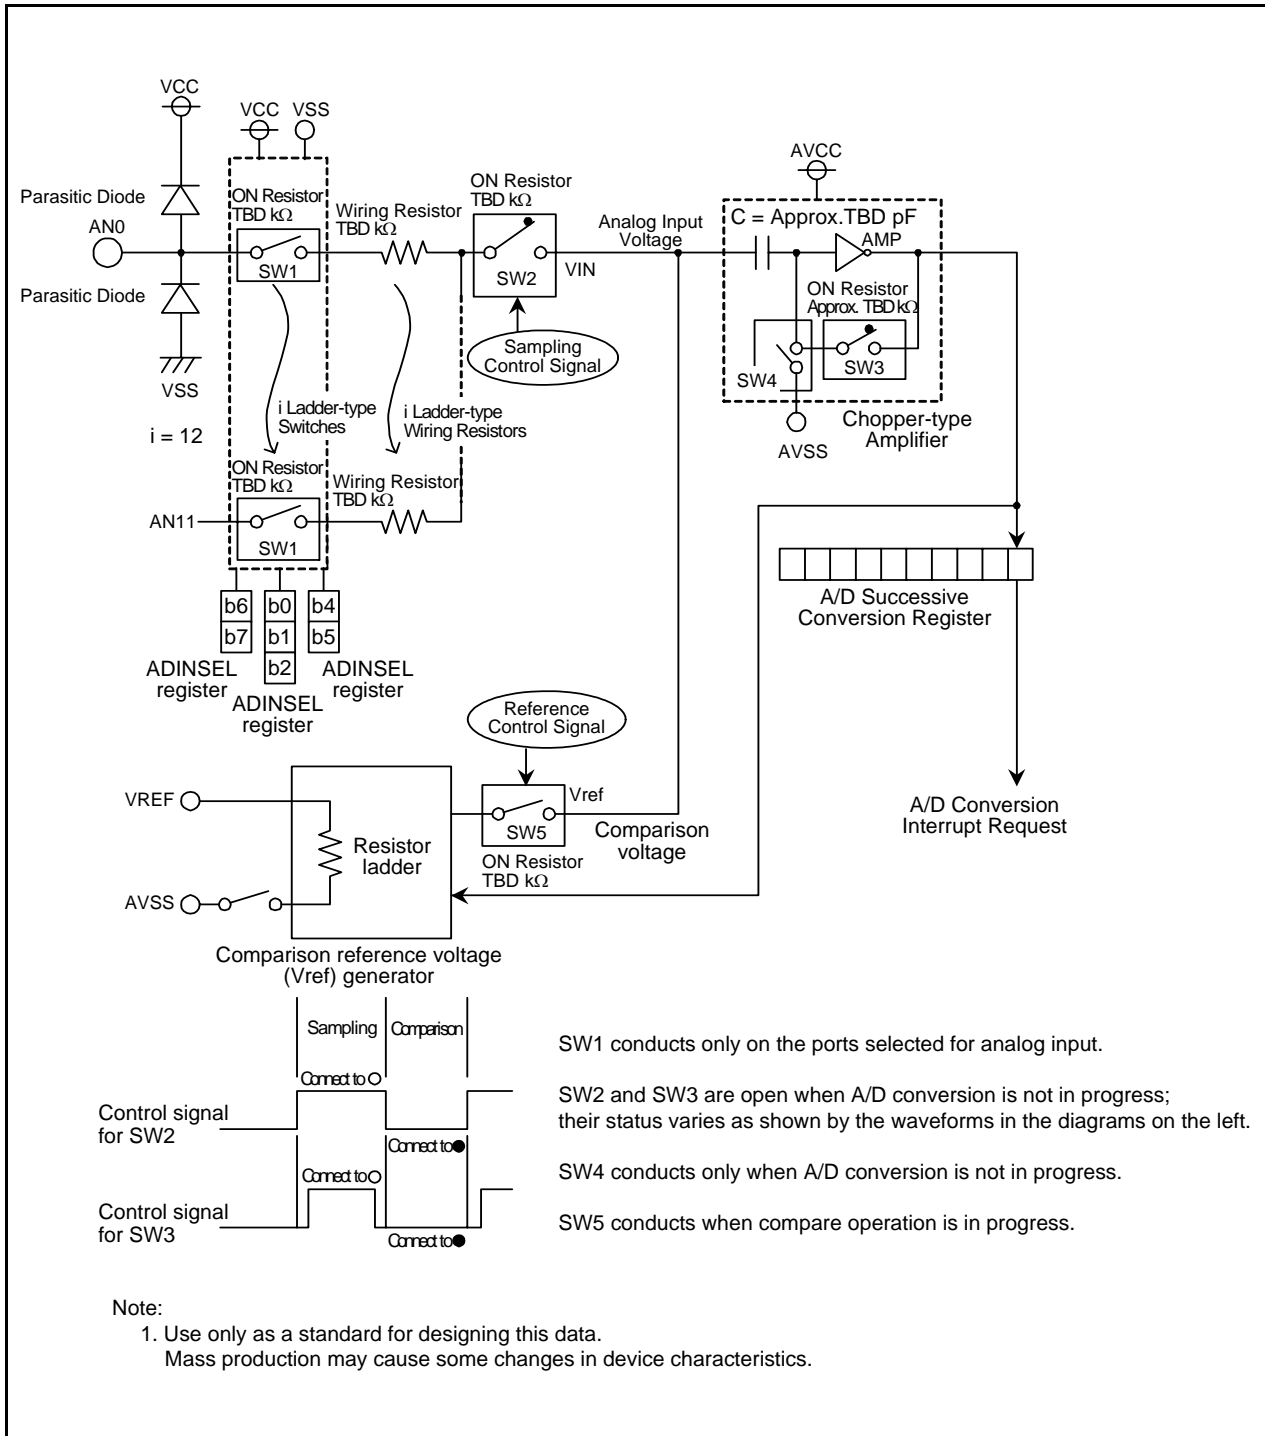 VCC
VCC
VSS
AVCC
Parasitic Diode
ON Resistor
TBD kΩ
Wiring Resistor
TBD kΩ
ON Resistor
TBD kΩ
C = Approx.TBD pF
AN0
SW1
SW2
VIN
Analog Input
Voltage
AMP
Parasitic Diode
ON Resistor
Approx. TBD kΩ
Sampling
Control Signal
SW4
SW3
VSS
i Ladder-type
Switches
i Ladder-type
Wiring Resistors
Chopper-type
Amplifier
i = 12
AVSS
ON Resistor
TBD kΩ
Wiring Resistor
TBD kΩ
AN11
SW1
b6
b7
b0
b1
b2
b4
b5
A/D Successive
Conversion Register
ADINSEL
register
ADINSEL
register
ADINSEL
register
Reference
Control Signal
VREF
Vref
Resistor
ladder
SW5
Comparison
voltage
A/D Conversion
Interrupt Request
ON Resistor
TBD kΩ
AVSS
Comparison reference voltage
(Vref) generator
Sampling
Comparison
Connect to
Control signal
for SW2
Connect to
Connect to
Control signal
for SW3
Connect to
SW1 conducts only on the ports selected for analog input.
SW2 and SW3 are open when A/D conversion is not in progress;
their status varies as shown by the waveforms in the diagrams on the left.
SW4 conducts only when A/D conversion is not in progress.
SW5 conducts when compare operation is in progress.
Note:
1. Use only as a standard for designing this data.
Mass production may cause some changes in device characteristics.